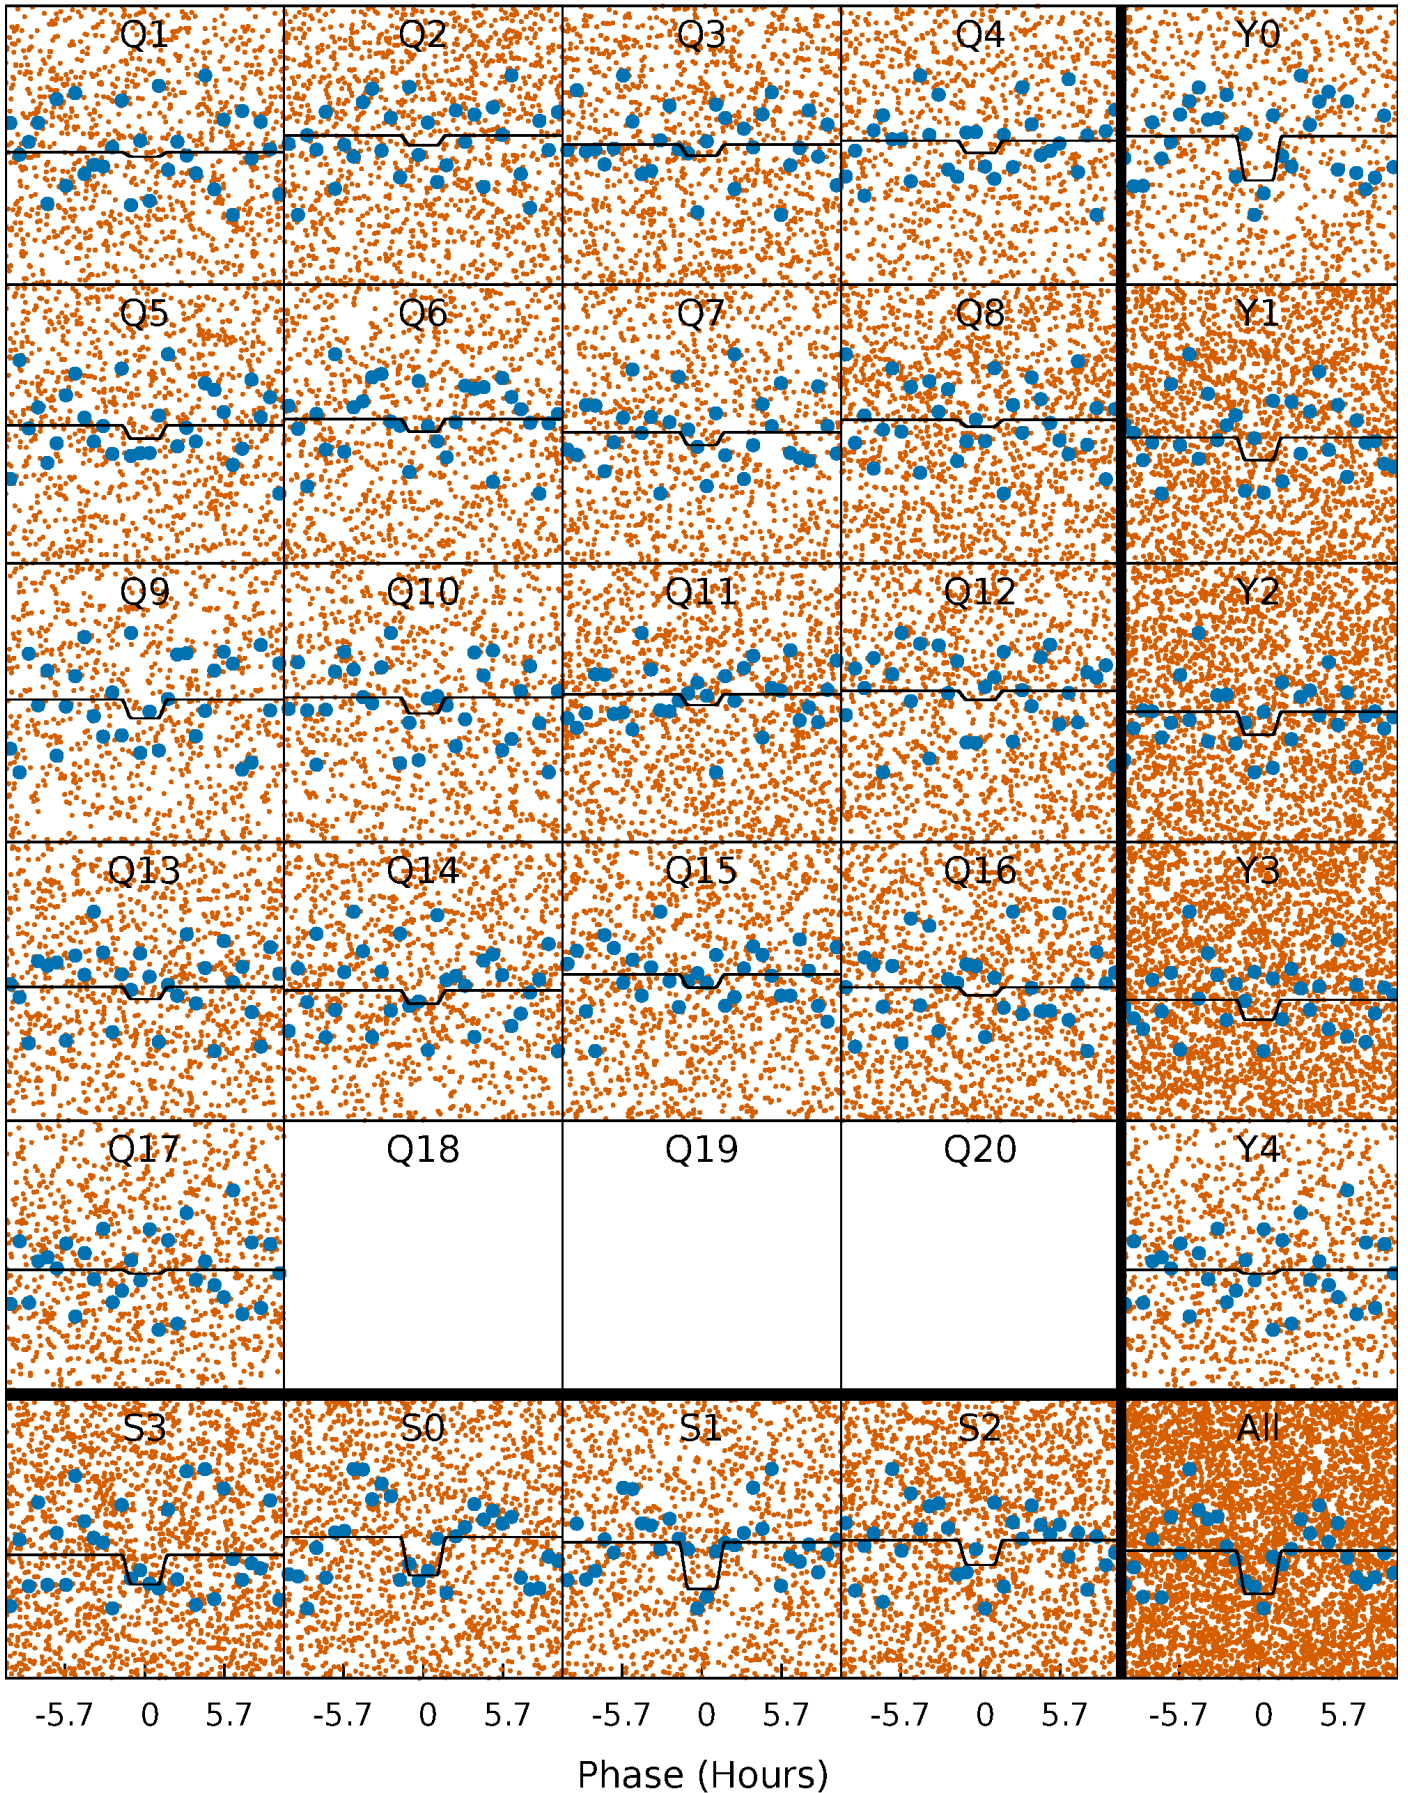 Q1 Q2 Q3 Q4 Y0
Q5 Q6 Q7 Q8 Y1
Q9 Q10 Q11 Q12 Y2
Q13 Q14 Q15 Q16 Y3
Q17 Q18 Q19 Q20 Y4
S3 S0 S1 S2 All
-5.7 0 5.7 -5.7 0 5.7 -5.7 0 5.7 -5.7 0 5.7 -5.7 0 5.7
Phase (Hours)